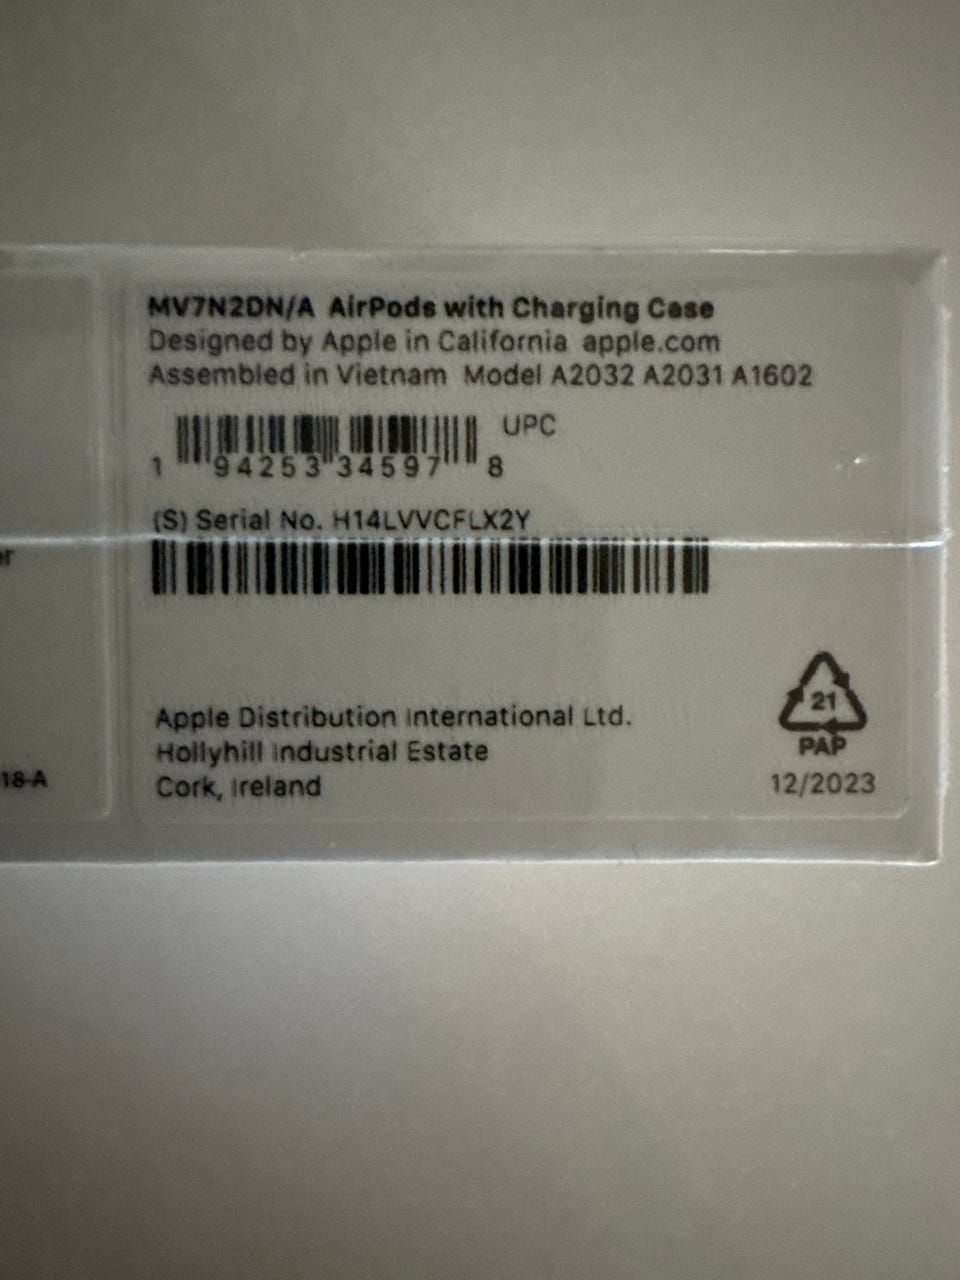 MV7N2DN/A AirPods with Charging Case
Designed by Apple in California apple.com
Assembled in Vietnam Model A2032 A2031 A1602
UPC
1 94253 34597 8
(S) Serial No. H14LVVCFLX2Y
er
Apple Distribution International Ltd.
Hollyhill Industrial Estate
Cork, Ireland
21
PAP
18-A
12/2023